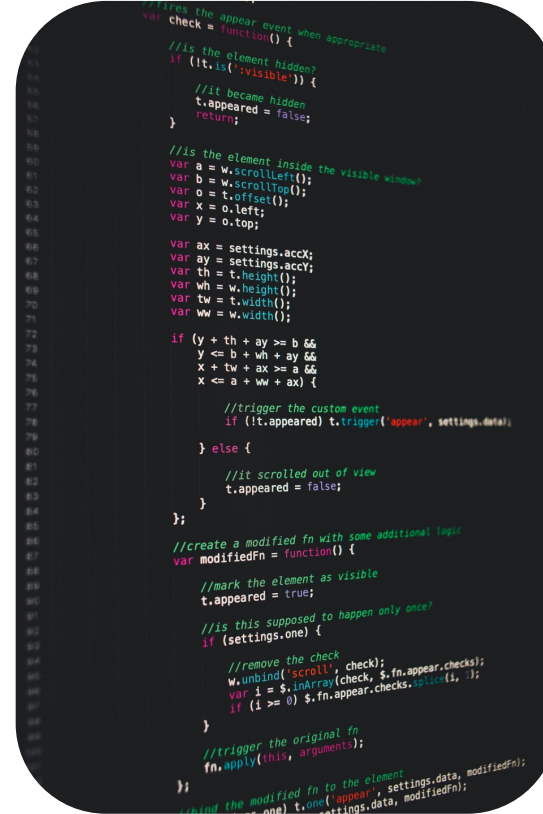 //fires the appear event when appropriate
var check = function() {
//is the element hidden?
if (!t.is(':visible')) {
//it became hidden
t.appeared = false;
return;
}
//is the element inside the visible window?
var a = w.scrollLeft();
var b = w.scrollTop();
var o = t.offset();
var x = o.left;
var y = o.top;
var ax = settings.accX;
var ay = settings.accY;
var th = t.height();
var wh = w.height();
var tw = t.width();
var ww = w.width();
if (y + th + ay >= b &&
y <= b + wh + ay &&
x + tw + ax >= a &&
x <= a + ww + ax) {
//trigger the custom event
if (!t.appeared) t.trigger('appear', settings.data);
} else {
//it scrolled out of view
t.appeared = false;
}
};
//create a modified fn with some additional logic
var modifiedFn = function() {
//mark the element as visible
t.appeared = true;
//is this supposed to happen only once?
if (settings.one) {
//remove the check
w.unbind('scroll', check);
var i = $.inArray(check, $.fn.appear.checks);
if (i >= 0) $.fn.appear.checks.splice(i, 1);
}
//trigger the original fn
fn.apply(this, arguments);
};
//bind the modified fn to the element
one) t.one('appear', settings.data, modifiedFn);
settings.data, modifiedFn);